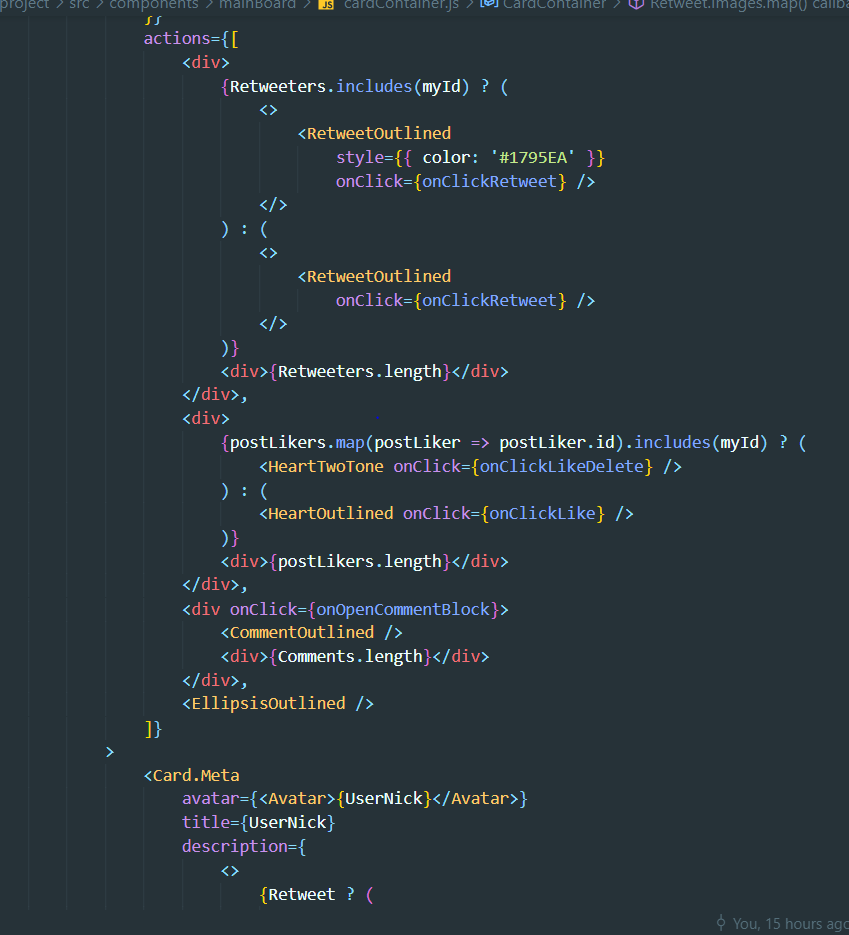 project > src > components > mainBoard > JS cardContainer.js > CardContainer > Retweet.Images.map() callba
}}
actions={[
<div>
{Retweeters.includes(myId) ? (
<>
<RetweetOutlined
style={{ color: '#1795EA' }}
onClick={onClickRetweet} />
</>
) : (
<>
<RetweetOutlined
onClick={onClickRetweet} />
</>
)}
<div>{Retweeters.length}</div>
</div>,
<div>
{postLikers.map(postLiker => postLiker.id).includes(myId) ? (
<HeartTwoTone onClick={onClickLikeDelete} />
) : (
<HeartOutlined onClick={onClickLike} />
)}
<div>{postLikers.length}</div>
</div>,
<div onClick={onOpenCommentBlock}>
<CommentOutlined />
<div>{Comments.length}</div>
</div>,
<EllipsisOutlined />
]}
>
<Card.Meta
avatar={<Avatar>{UserNick}</Avatar>}
title={UserNick}
description={
<>
{Retweet ? (
You, 15 hours ago